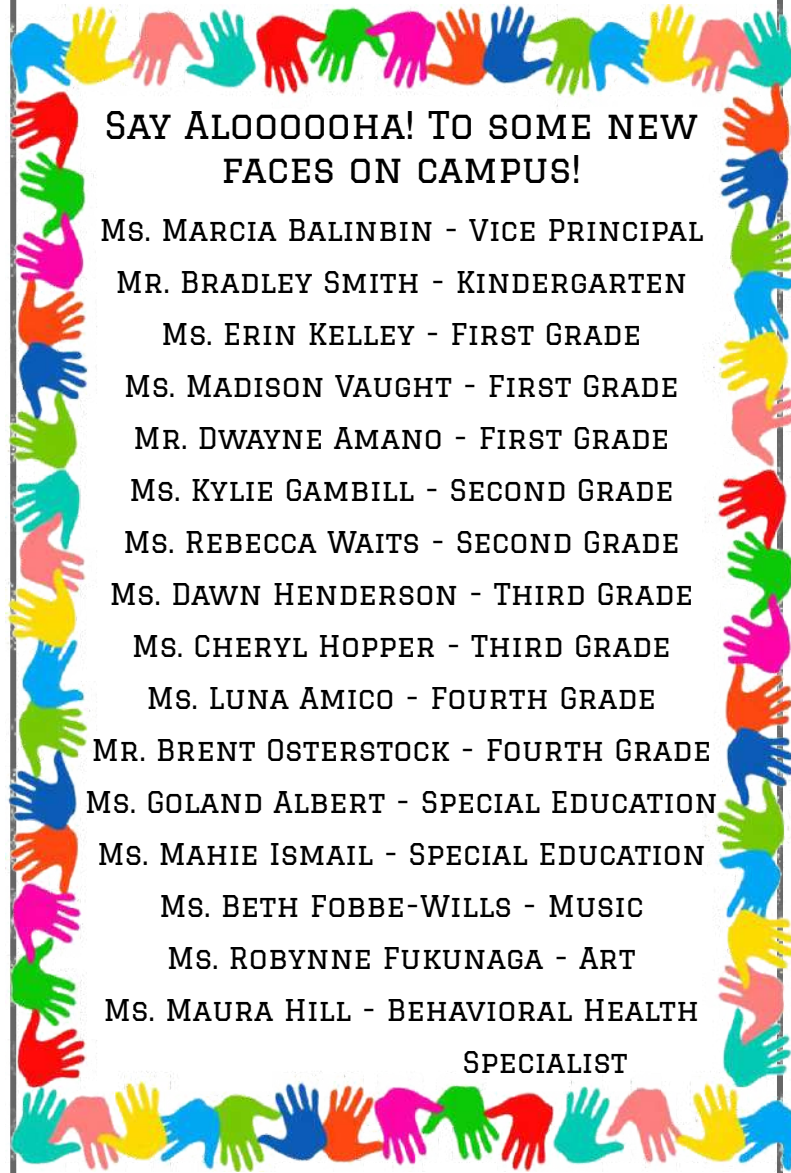 Say Aloooooha! To some new
faces on campus!
Ms. Marcia Balinbin - Vice Principal
Mr. Bradley Smith - Kindergarten
Ms. Erin Kelley - First Grade
Ms. Madison Vaught - First Grade
Mr. Dwayne Amano - First Grade
Ms. Kylie Gambill - Second Grade
Ms. Rebecca Waits - Second Grade
Ms. Dawn Henderson - Third Grade
Ms. Cheryl Hopper - Third Grade
Ms. Luna Amico - Fourth Grade
Mr. Brent Osterstock - Fourth Grade
Ms. Goland Albert - Special Education
Ms. Mahie Ismail - Special Education
Ms. Beth Fobbe-Wills - Music
Ms. Robynne Fukunaga - Art
Ms. Maura Hill - Behavioral Health
Specialist